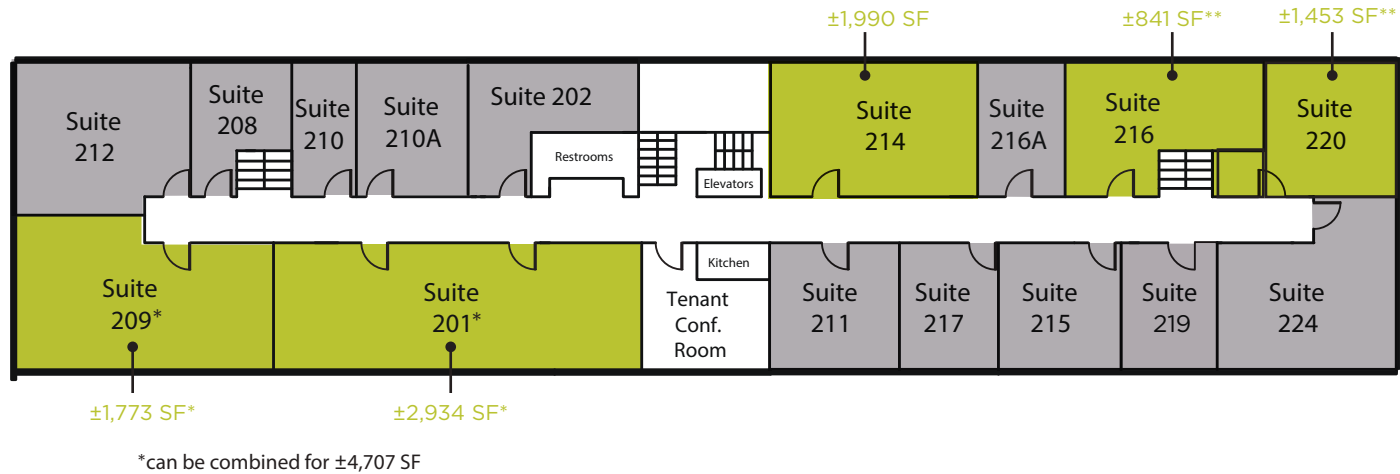 ±1,990 SF
±841 SF**
±1,453 SF**
Suite
212
Suite
208
Suite
210
Suite
210A
Suite 202
Restrooms
Elevators
Suite
214
Suite
216A
Suite
216
Suite
220
Suite
209*
Suite
201*
Kitchen
Tenant
Conf.
Room
Suite
211
Suite
217
Suite
215
Suite
219
Suite
224
±1,773 SF*
±2,934 SF*
*can be combined for ±4,707 SF